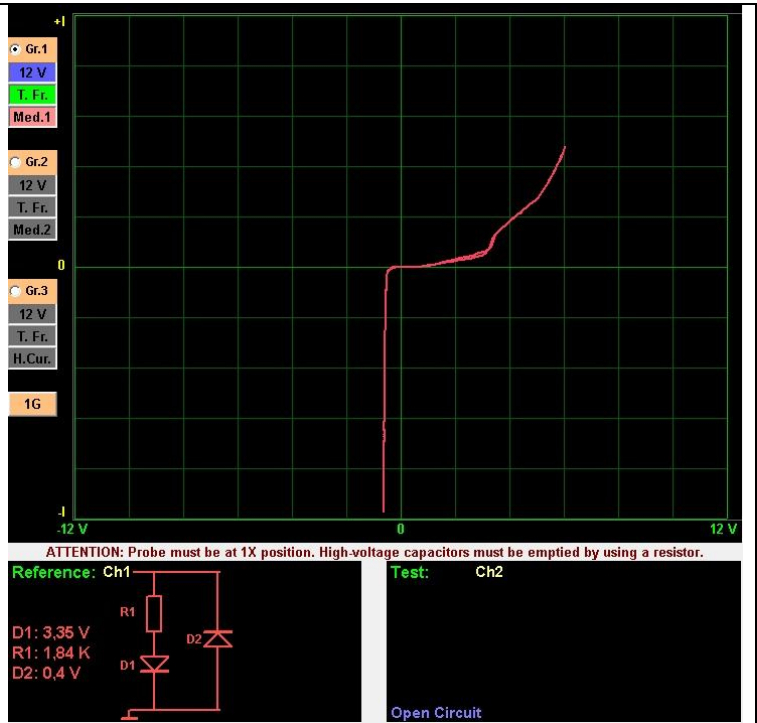 +I
Gr.1
12 V
T. Fr.
Med.1
Gr.2
12 V
T. Fr.
Med.2
0
Gr.3
12 V
T. Fr.
H.Cur.
1G
-I
-12 V 0 12 V
ATTENTION: Probe must be at 1X position. High-voltage capacitors must be emptied by using a resistor.
Reference: Ch1
R1
D1: 3,35 V
R1: 1,84 K
D2: 0,4 V
D2
D1
Test: Ch2
Open Circuit